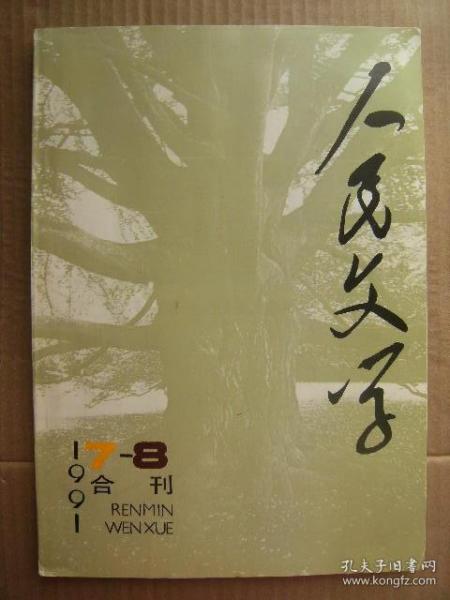 人民文学
1991
7-8
合刊
RENMIN
WENXUE
孔夫子旧书网
www.kongfz.com